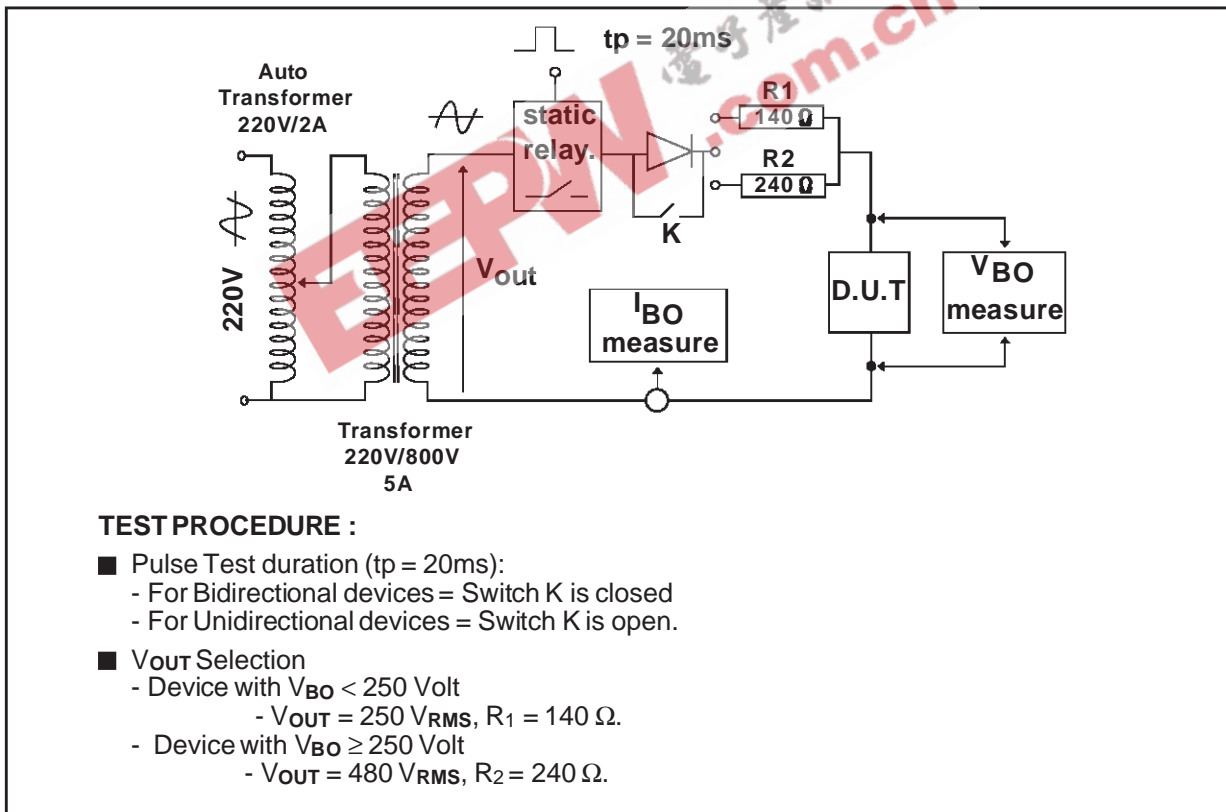 tp = 20ms
Auto
Transformer
220V/2A
static
relay.
R1
140 Ω
R2
240 Ω
K
220V
Vout
IBO
measure
D.U.T
VBO
measure
Transformer
220V/800V
5A
EEPW
.com.cn
TEST PROCEDURE :
■ Pulse Test duration (tp = 20ms):
- For Bidirectional devices = Switch K is closed
- For Unidirectional devices = Switch K is open.
■ VOUT Selection
- Device with VBO < 250 Volt
- VOUT = 250 VRMS, R1 = 140 Ω.
- Device with VBO ≥ 250 Volt
- VOUT = 480 VRMS, R2 = 240 Ω.